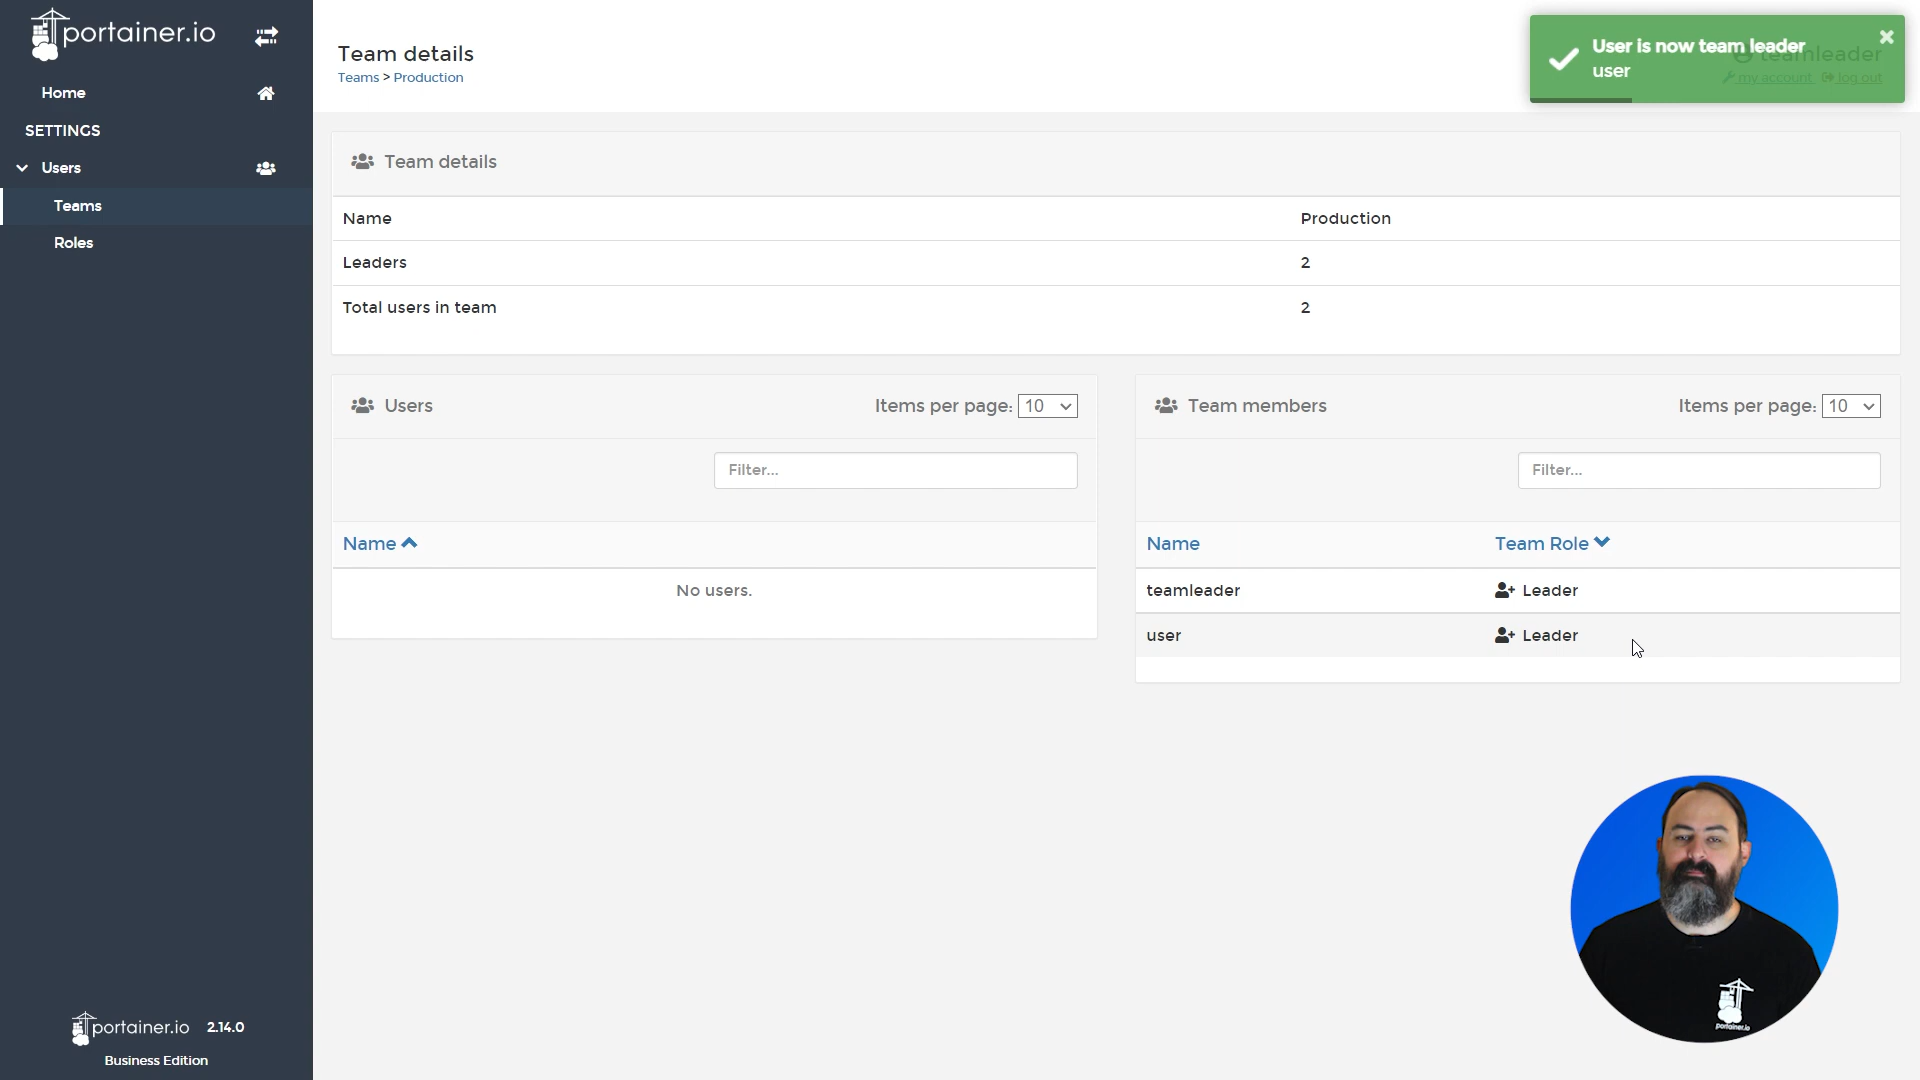 portainer.io
Home
SETTINGS
Users
Teams
Roles
portainer.io 2.14.0
Business Edition
Team details
Teams > Production
User is now team leader
user
teamleader
my account log out
Team details
Name Production
Leaders 2
Total users in team 2
Users Items per page: 10
Filter...
Name
No users.
Team members Items per page: 10
Filter...
Name Team Role
teamleader Leader
user Leader
portainer.io